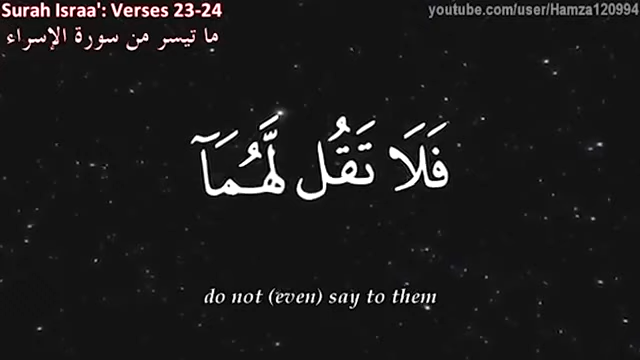 Surah Israa': Verses 23-24
youtube.com/user/Hamza120994
ما تيسر من سورة الإسراء
فَلَا تَقُل لَّهُمَآ
do not (even) say to them